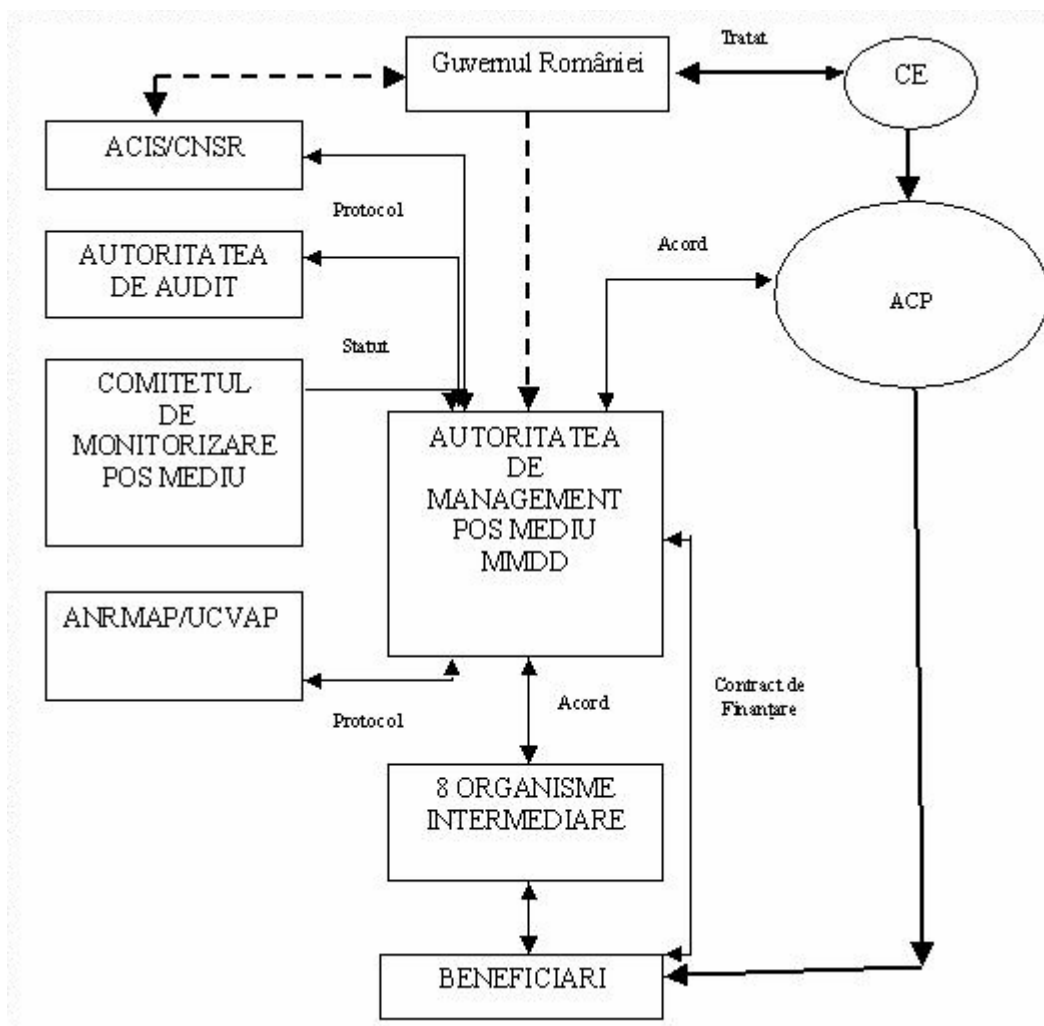 Tratat
Guvernul României
CE
ACIS/CNSR
Protocol
AUTORITATEA
DE AUDIT
Acord
ACP
Statut
COMITETUL
DE
MONITORIZARE
POS MEDIU
AUTORITATEA
DE
MANAGEMENT
POS MEDIU
MMDD
ANRMAP/UCVAP
Protocol
Acord
Contract de
Finanțare
8 ORGANISME
INTERMEDIARE
BENEFICIARI